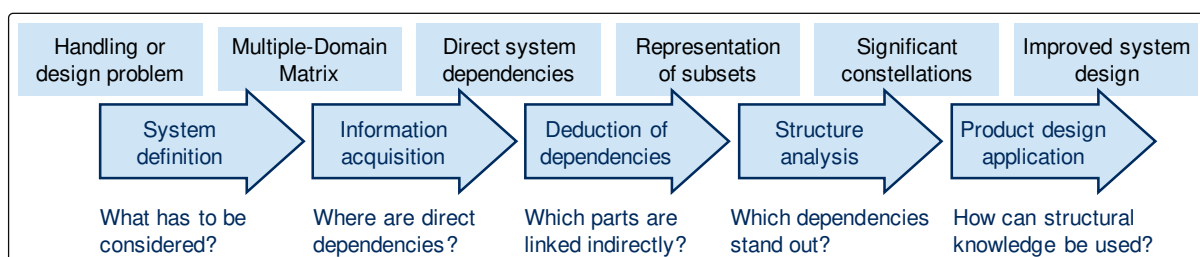 Handling or
design problem
Multiple-Domain
Matrix
Direct system
dependencies
Representation
of subsets
Significant
constellations
Improved system
design
System
definition
Information
acquisition
Deduction of
dependencies
Structure
analysis
Product design
application
What has to be
considered?
Where are direct
dependencies?
Which parts are
linked indirectly?
Which dependencies
stand out?
How can structural
knowledge be used?